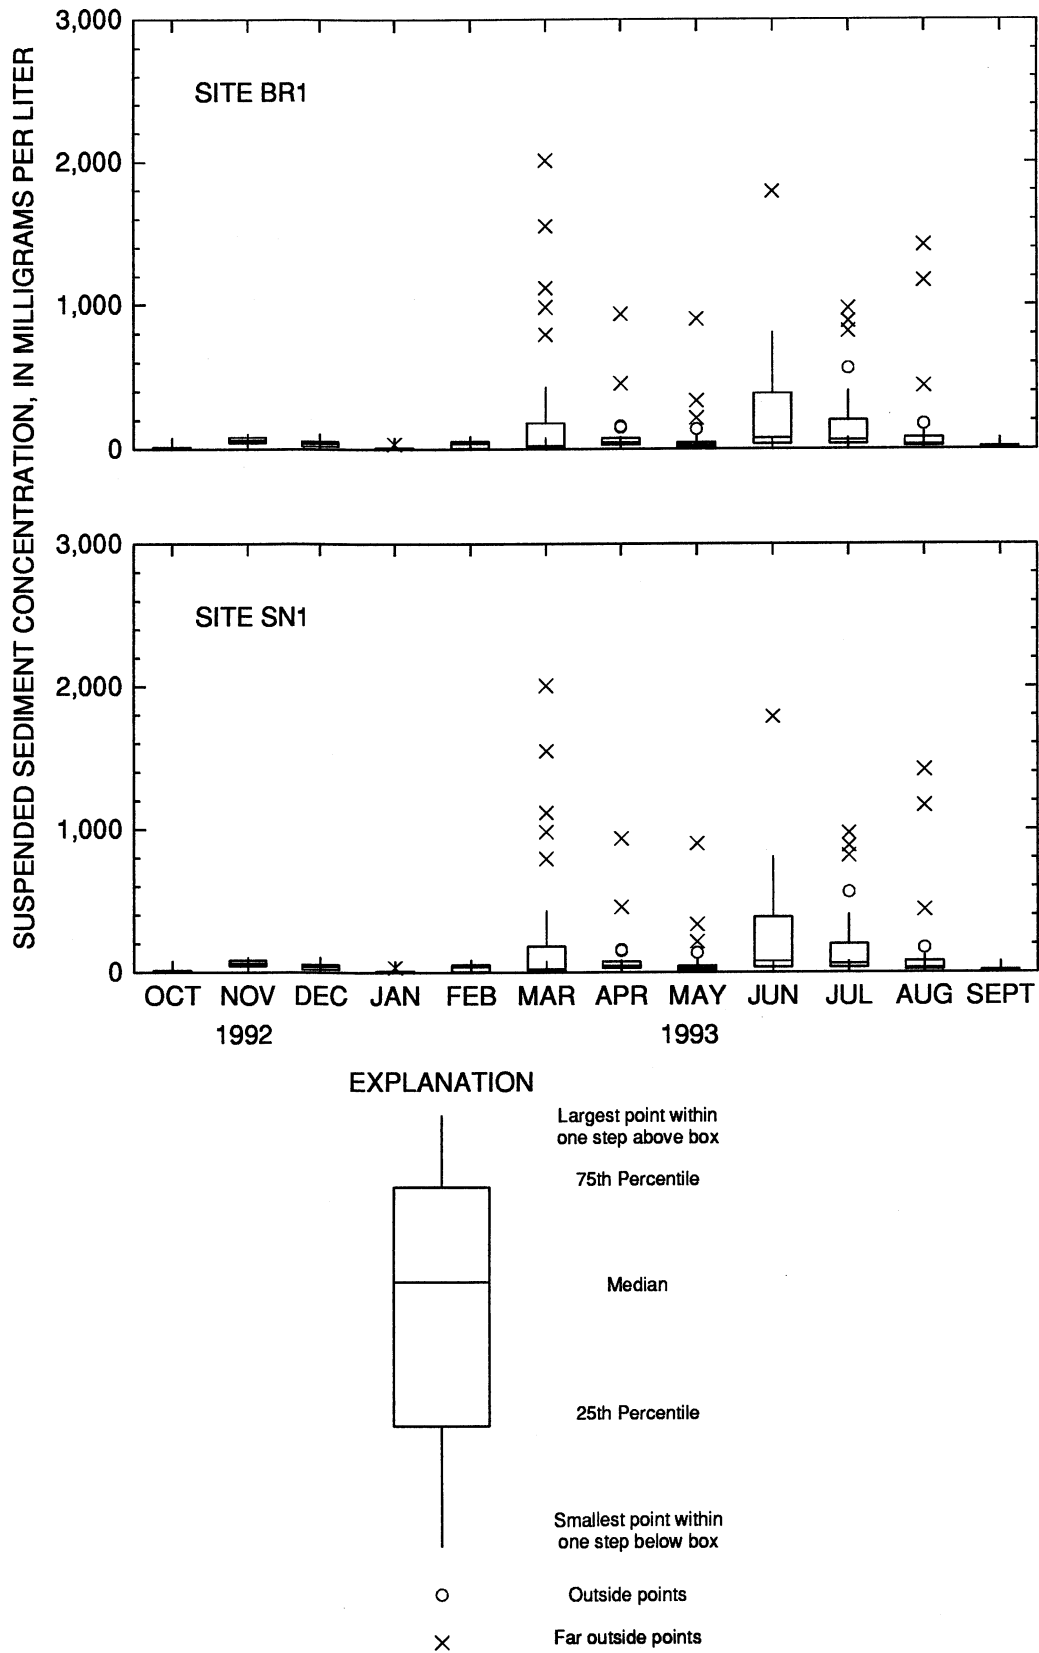 SUSPENDED SEDIMENT CONCENTRATION, IN MILLIGRAMS PER LITER
3,000
SITE BR1
2,000
1,000
0
3,000
SITE SN1
2,000
1,000
0
OCT NOV DEC JAN FEB MAR APR MAY JUN JUL AUG SEPT
1992 1993
EXPLANATION
Largest point within
one step above box
75th Percentile
Median
25th Percentile
Smallest point within
one step below box
Outside points
Far outside points